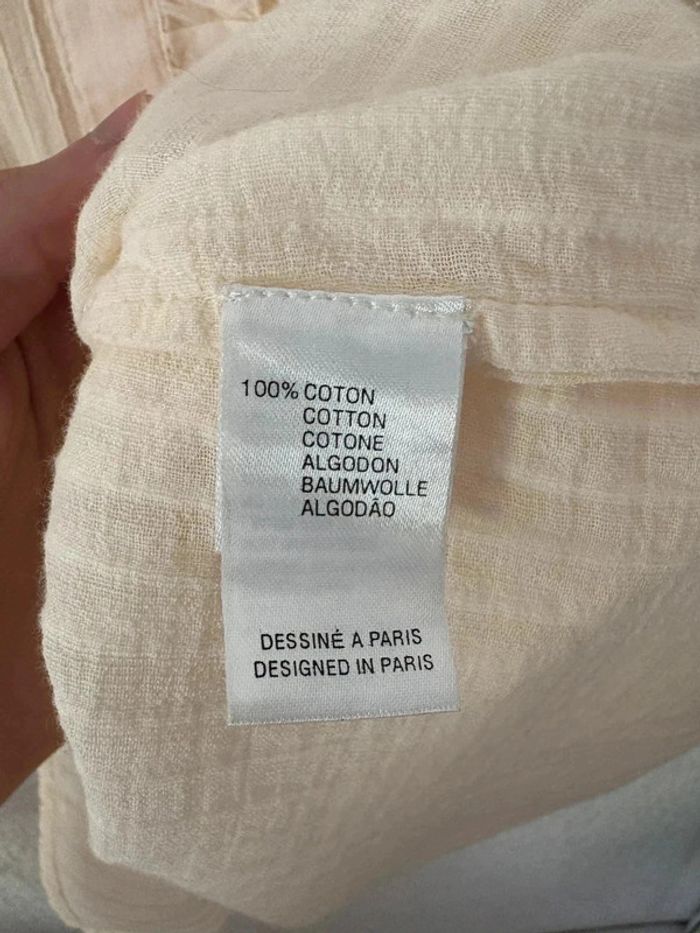 100% COTON
COTTON
COTONE
ALGODON
BAUMWOLLE
ALGODÃO
DESSINÉ A PARIS
DESIGNED IN PARIS